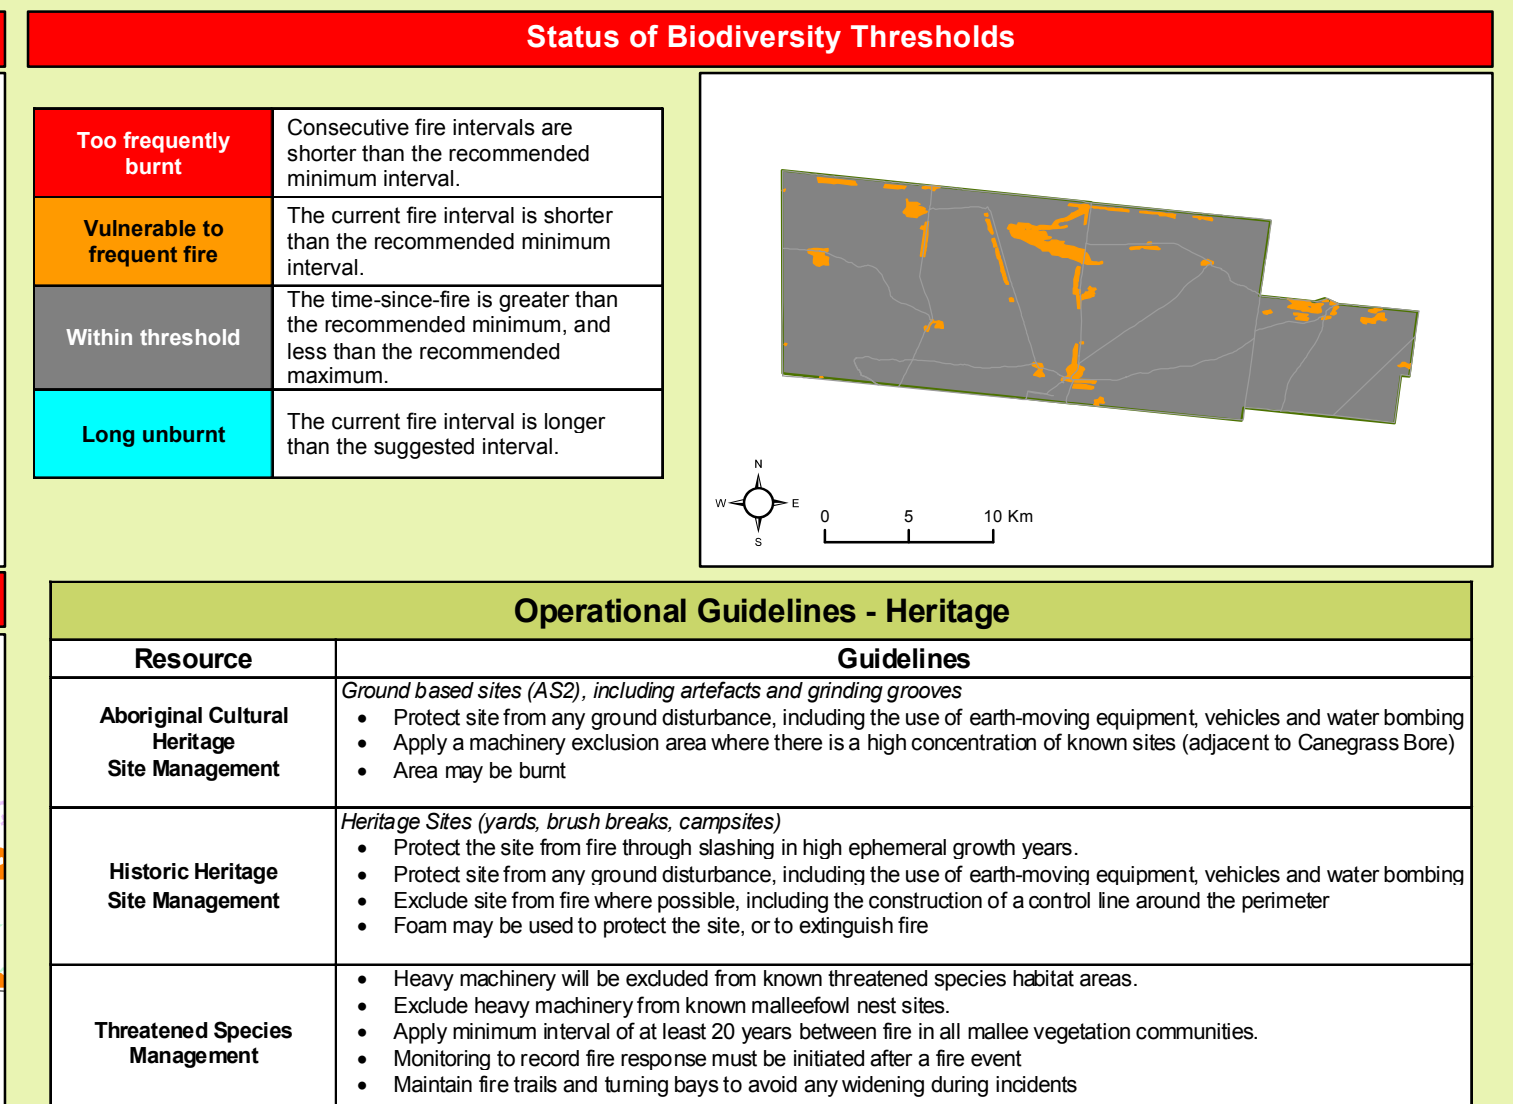 Status of Biodiversity Thresholds
Too frequently
burnt
Consecutive fire intervals are
shorter than the recommended
minimum interval.
Vulnerable to
frequent fire
The current fire interval is shorter
than the recommended minimum
interval.
Within threshold
The time-since-fire is greater than
the recommended minimum, and
less than the recommended
maximum.
Long unburnt
The current fire interval is longer
than the suggested interval.
N
W
E
S
0 5 10 Km
Operational Guidelines - Heritage
Resource
Guidelines
Aboriginal Cultural
Heritage
Site Management
Ground based sites (AS2), including artefacts and grinding grooves
• Protect site from any ground disturbance, including the use of earth-moving equipment, vehicles and water bombing
• Apply a machinery exclusion area where there is a high concentration of known sites (adjacent to Canegrass Bore)
• Area may be burnt
Historic Heritage
Site Management
Heritage Sites (yards, brush breaks, campsites)
• Protect the site from fire through slashing in high ephemeral growth years.
• Protect site from any ground disturbance, including the use of earth-moving equipment, vehicles and water bombing
• Exclude site from fire where possible, including the construction of a control line around the perimeter
• Foam may be used to protect the site, or to extinguish fire
Threatened Species
Management
• Heavy machinery will be excluded from known threatened species habitat areas.
• Exclude heavy machinery from known malleefowl nest sites.
• Apply minimum interval of at least 20 years between fire in all mallee vegetation communities.
• Monitoring to record fire response must be initiated after a fire event
• Maintain fire trails and turning bays to avoid any widening during incidents